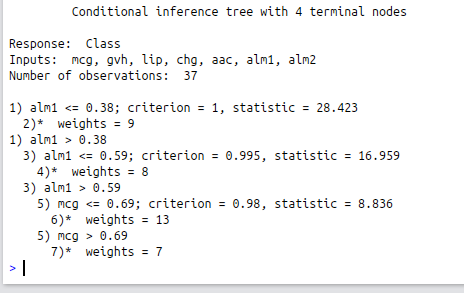 Conditional inference tree with 4 terminal nodes
Response:  Class
Inputs:  mcg, gvh, lip, chg, aac, alm1, alm2
Number of observations:  37
1) alm1 <= 0.38; criterion = 1, statistic = 28.423
2)*  weights = 9
1) alm1 > 0.38
3) alm1 <= 0.59; criterion = 0.995, statistic = 16.959
4)*  weights = 8
3) alm1 > 0.59
5) mcg <= 0.69; criterion = 0.98, statistic = 8.836
6)*  weights = 13
5) mcg > 0.69
7)*  weights = 7
>